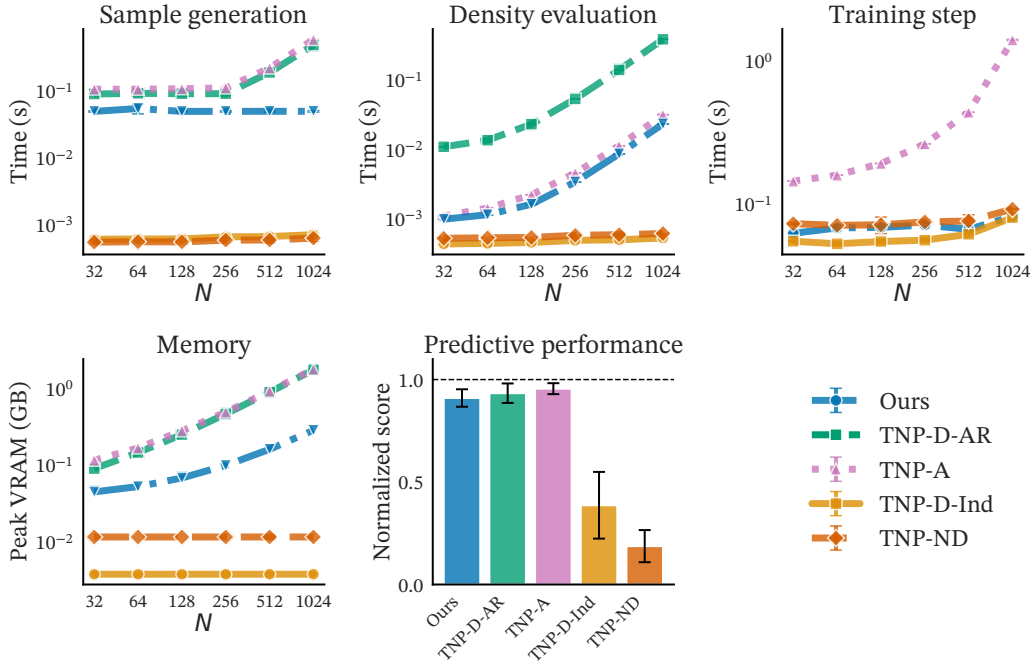 Sample generation
Time (s)
10⁻¹
10⁻²
10⁻³
32 64 128 256 512 1024
N
Density evaluation
Time (s)
10⁻¹
10⁻²
10⁻³
32 64 128 256 512 1024
N
Training step
Time (s)
10⁰
10⁻¹
32 64 128 256 512 1024
N
Memory
Peak VRAM (GB)
10⁰
10⁻¹
10⁻²
32 64 128 256 512 1024
N
Predictive performance
Normalized score
1.0
0.5
0.0
Ours
TNP-D-AR
TNP-A
TNP-D-Ind
TNP-ND
Ours
TNP-D-AR
TNP-A
TNP-D-Ind
TNP-ND